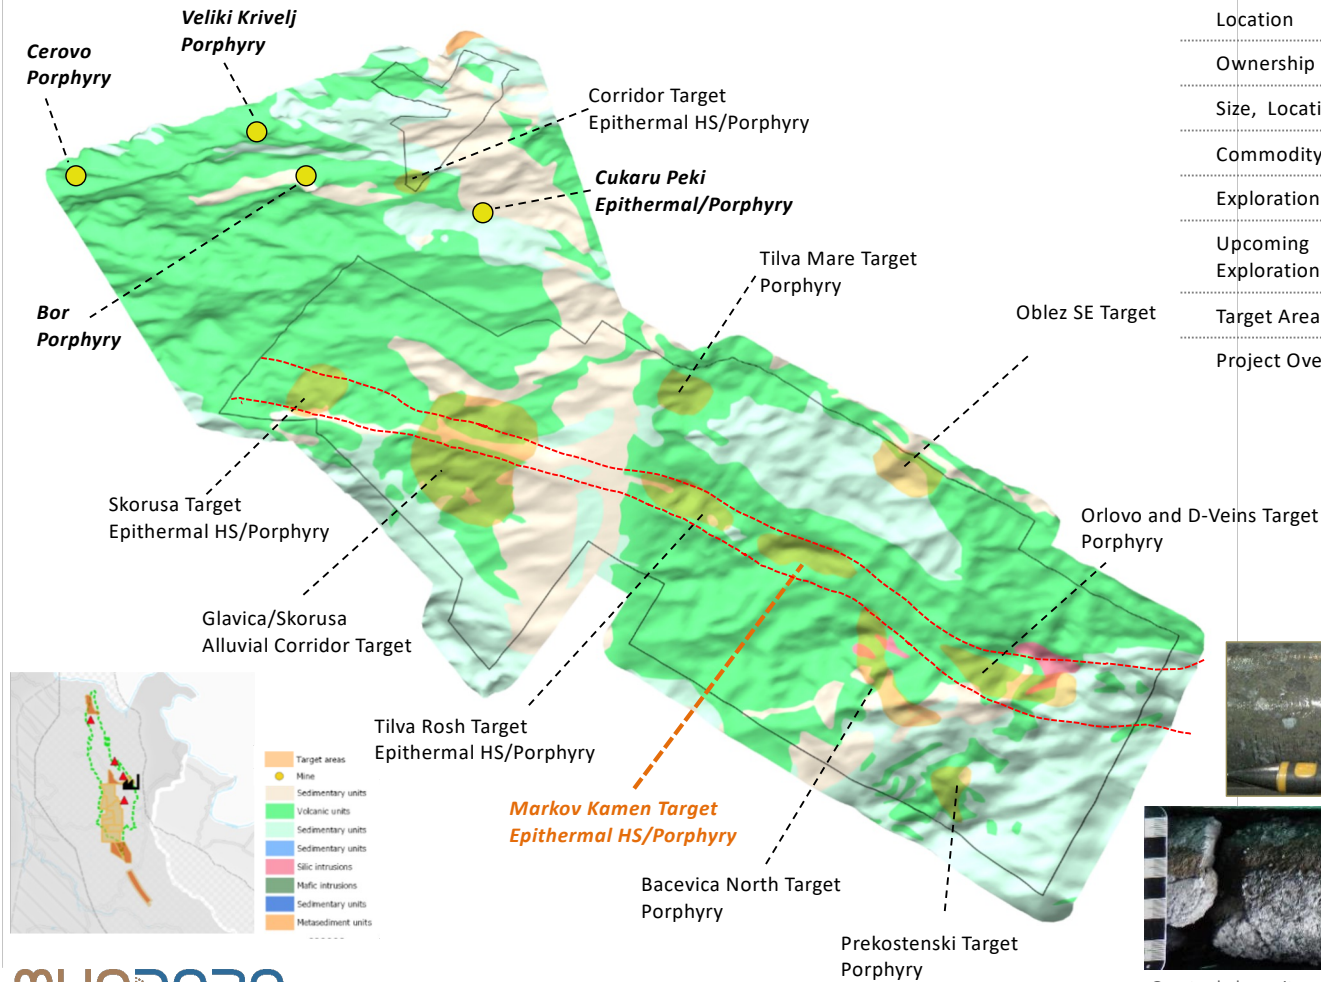 Veliki Krivelj
Porphyry
Cerovo
Porphyry
Corridor Target
Epithermal HS/Porphyry
Cukaru Peki
Epithermal/Porphyry
Bor
Porphyry
Tilva Mare Target
Porphyry
Oblez SE Target
Skorusa Target
Epithermal HS/Porphyry
Orlovo and D-Veins Target
Porphyry
Glavica/Skorusa
Alluvial Corridor Target
Tilva Rosh Target
Epithermal HS/Porphyry
Markov Kamen Target
Epithermal HS/Porphyry
Bacevica North Target
Porphyry
Prekostenski Target
Porphyry
Target areas
Mine
Sedimentary units
Volcanic units
Sedimentary units
Sedimentary units
Silic intrusions
Mafic intrusions
Sedimentary units
Metasediment units
Location
Ownership
Size, Locati
Commodity
Exploration
Upcoming
Exploration
Target Area
Project Ove